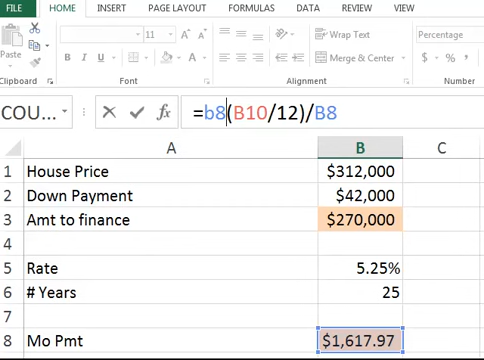 FILE HOME INSERT PAGE LAYOUT FORMULAS DATA REVIEW VIEW
Paste 11 A A Wrap Text Percentage
B I U A Merge & Center $ % ,
Clipboard Font Alignment Number
COU... fx =b8(B10/12)/B8
A B C
1 House Price $312,000
2 Down Payment $42,000
3 Amt to finance $270,000
4
5 Rate 5.25%
6 # Years 25
7
8 Mo Pmt $1,617.97